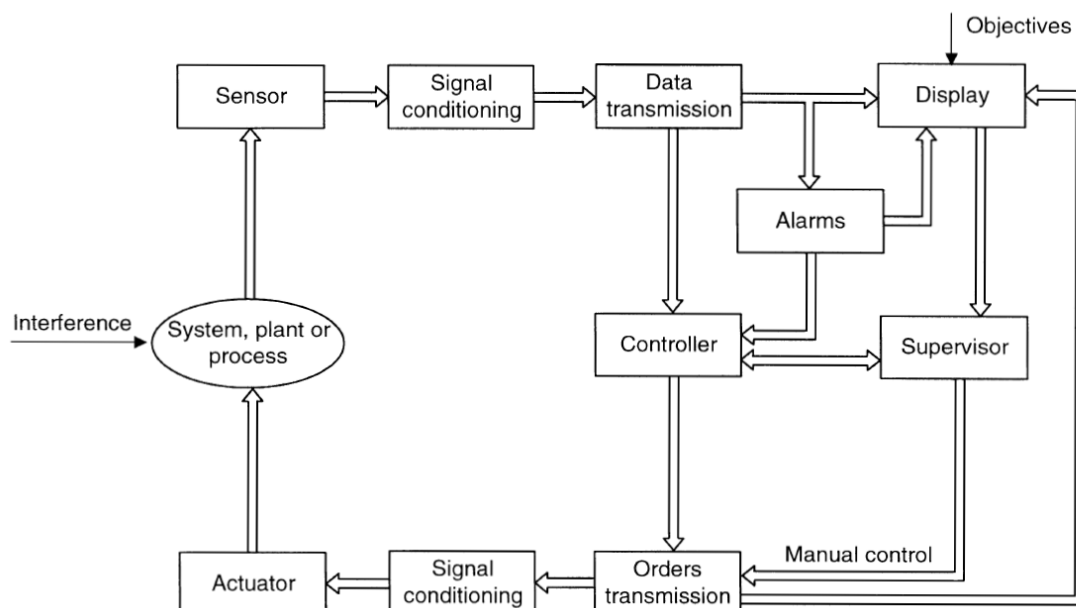 Objectives
Sensor
Signal
conditioning
Data
transmission
Display
Alarms
Interference
System, plant or
process
Controller
Supervisor
Manual control
Actuator
Signal
conditioning
Orders
transmission